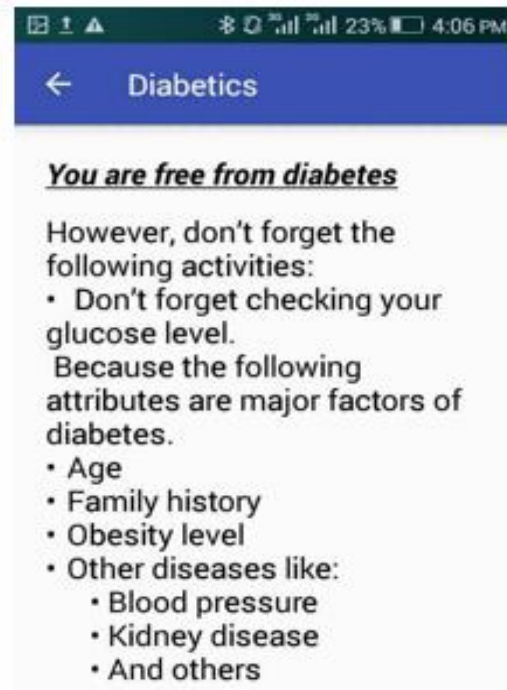 23% 4:06 PM
← Diabetics
You are free from diabetes
However, don't forget the
following activities:
• Don't forget checking your
glucose level.
Because the following
attributes are major factors of
diabetes.
• Age
• Family history
• Obesity level
• Other diseases like:
• Blood pressure
• Kidney disease
• And others